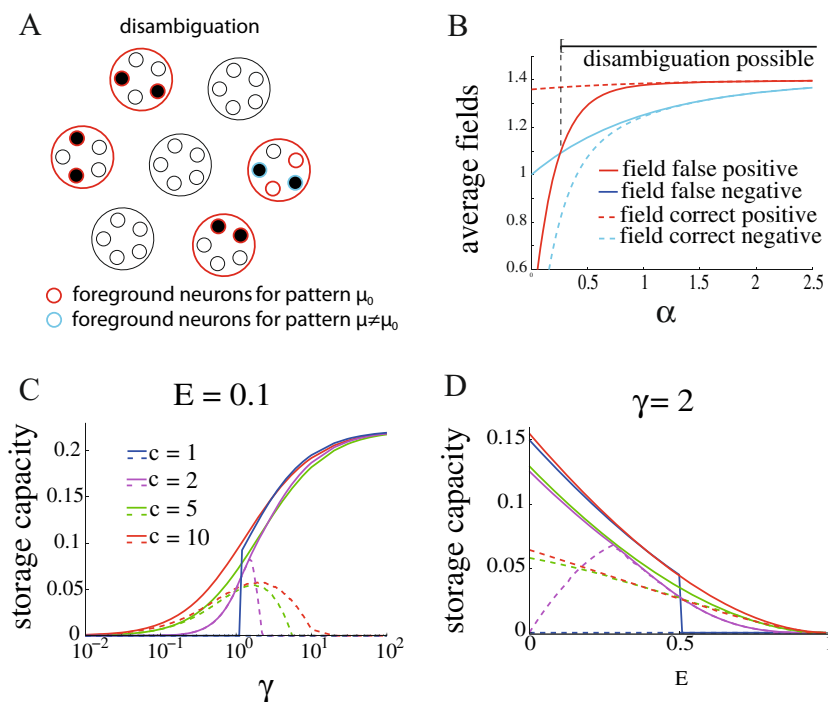 A
disambiguation
foreground neurons for pattern μ₀
foreground neurons for pattern μ≠μ₀
B
disambiguation possible
average fields
1.4
1.2
1
0.8
0.6
0
0.5
1
1.5
2
2.5
α
field false positive
field false negative
field correct positive
field correct negative
C
E = 0.1
storage capacity
0.2
0.15
0.1
0.05
0
c = 1
c = 2
c = 5
c = 10
10⁻²
10⁻¹
10⁰
10¹
10²
γ
D
γ= 2
storage capacity
0.15
0.1
0.05
0
0
0.5
1
E